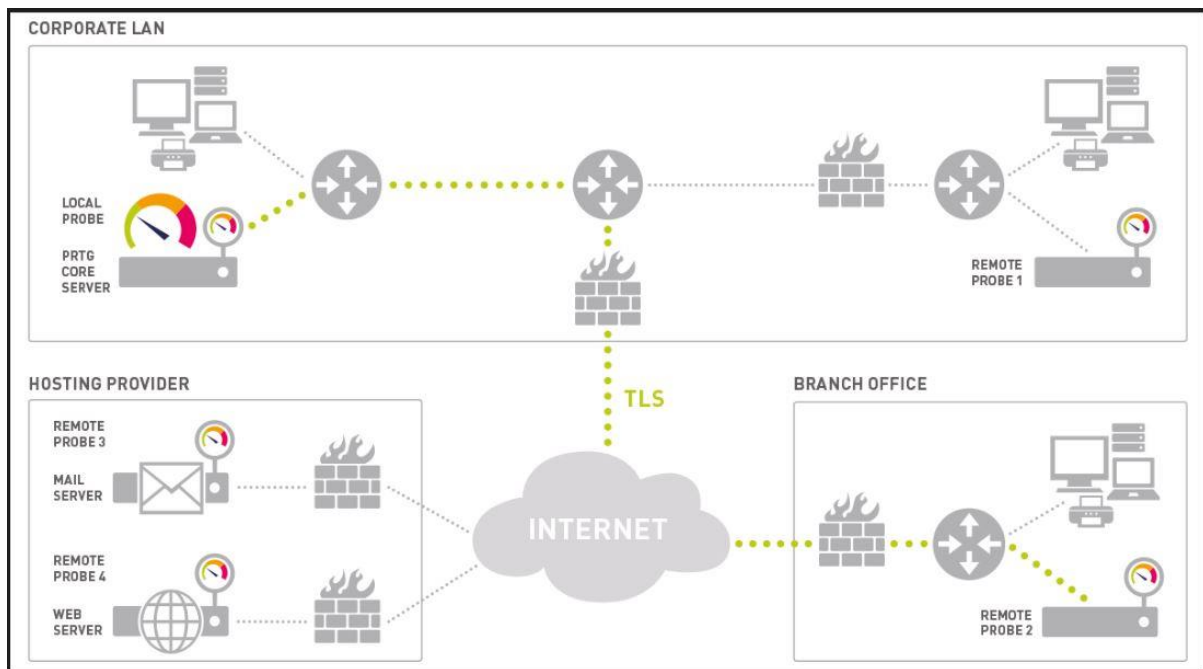 CORPORATE LAN
LOCAL
PROBE
PRTG
CORE
SERVER
REMOTE
PROBE 1
HOSTING PROVIDER
REMOTE
PROBE 3
MAIL
SERVER
REMOTE
PROBE 4
WEB
SERVER
TLS
INTERNET
BRANCH OFFICE
REMOTE
PROBE 2